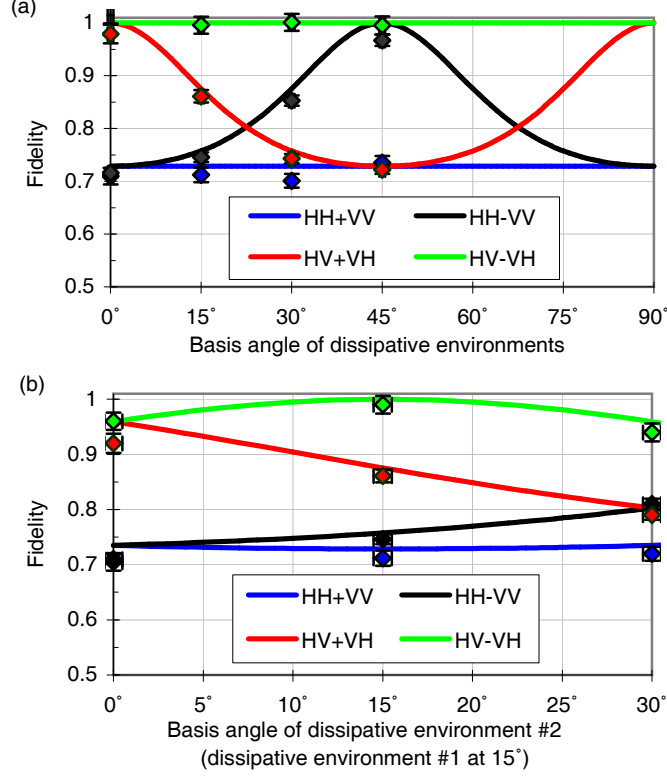 (a)
1
0.9
0.8
0.7
0.6
0.5
Fidelity
HH+VV
HH-VV
HV+VH
HV-VH
0˚ 15˚ 30˚ 45˚ 60˚ 75˚ 90˚
Basis angle of dissipative environments
(b)
1
0.9
0.8
0.7
0.6
0.5
Fidelity
HH+VV
HH-VV
HV+VH
HV-VH
0˚ 5˚ 10˚ 15˚ 20˚ 25˚ 30˚
Basis angle of dissipative environment #2
(dissipative environment #1 at 15˚)